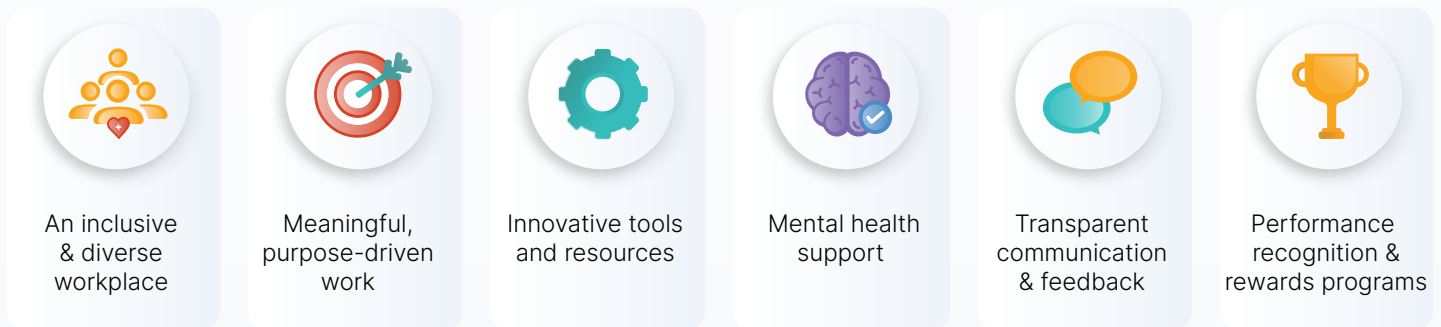 An inclusive
& diverse
workplace
Meaningful,
purpose-driven
work
Innovative tools
and resources
Mental health
support
Transparent
communication
& feedback
Performance
recognition &
rewards programs